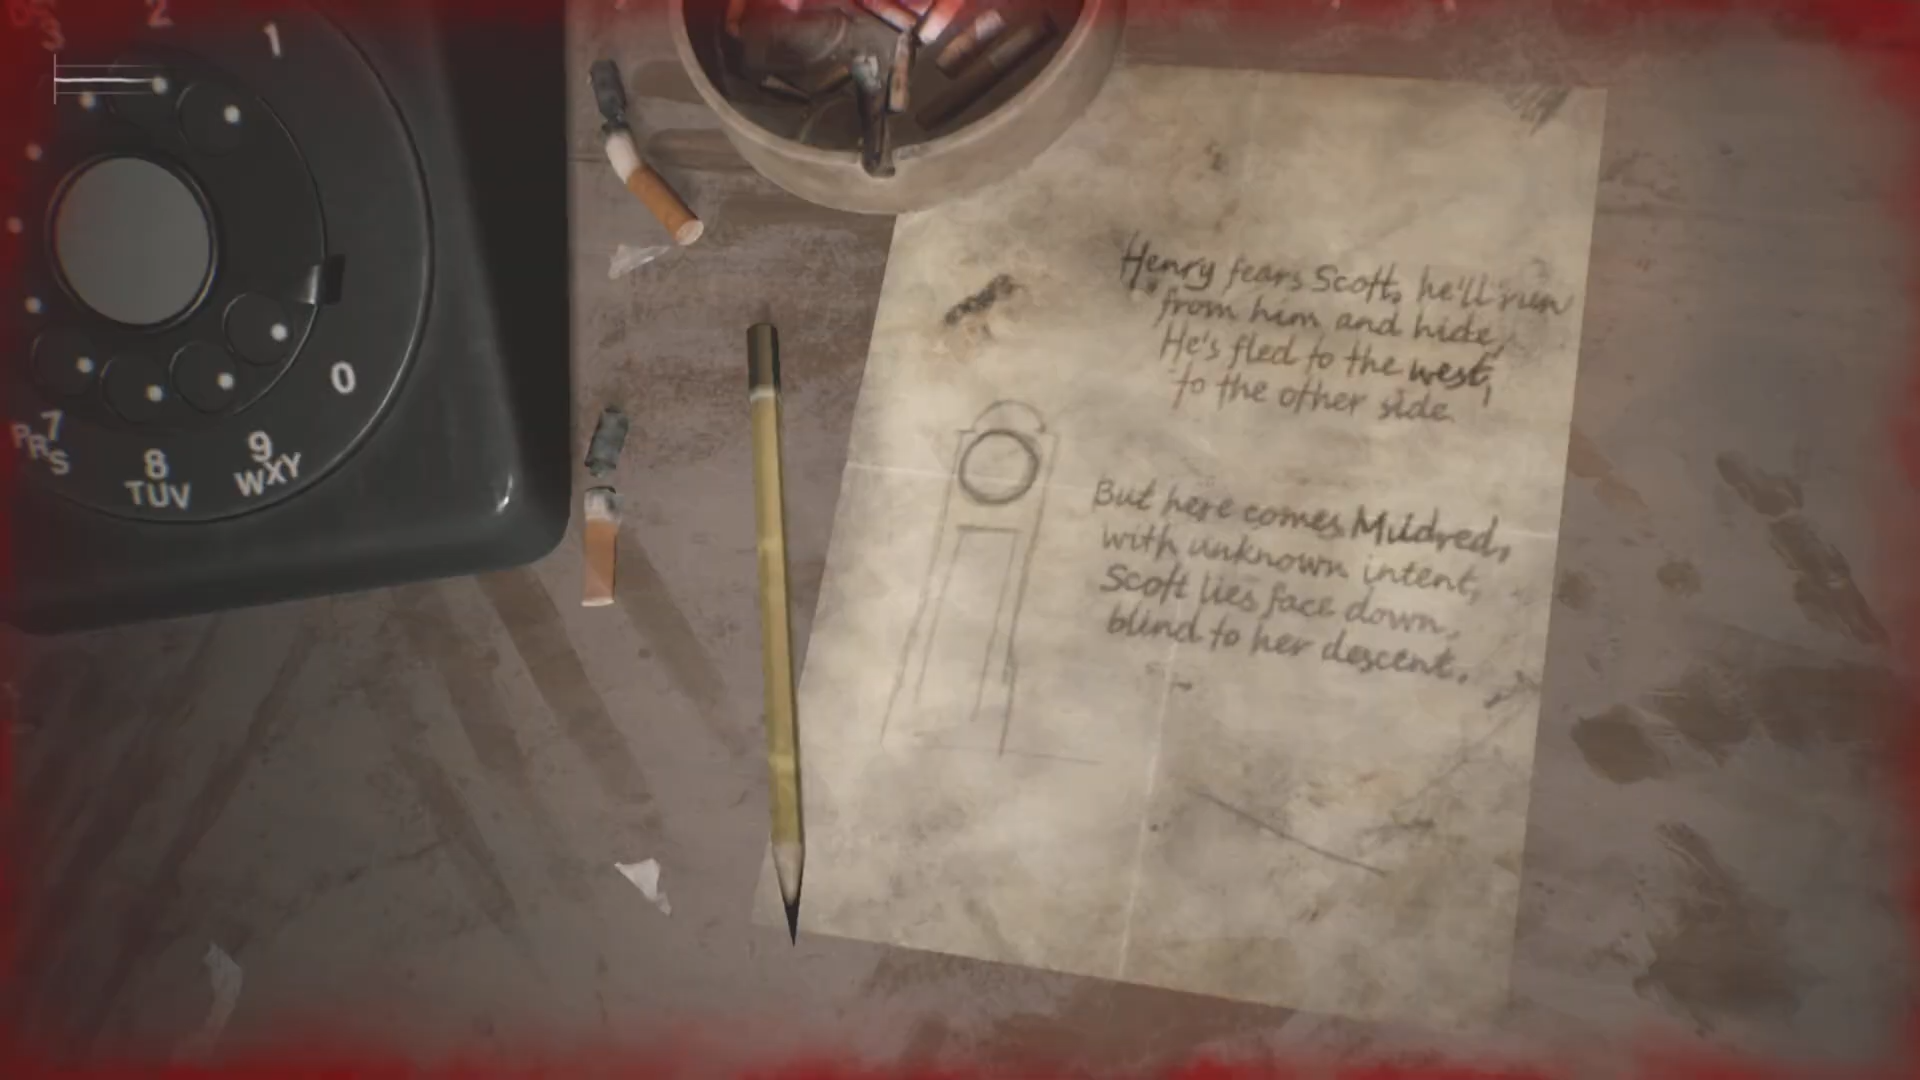 2
3
1
7
PRS
8
TUV
9
WXY
0
Henry fears Scott, he'll run
from him and hide,
He's fled to the west,
to the other side.
But here comes Mildred,
with unknown intent,
Scott lies face down,
blind to her descent.